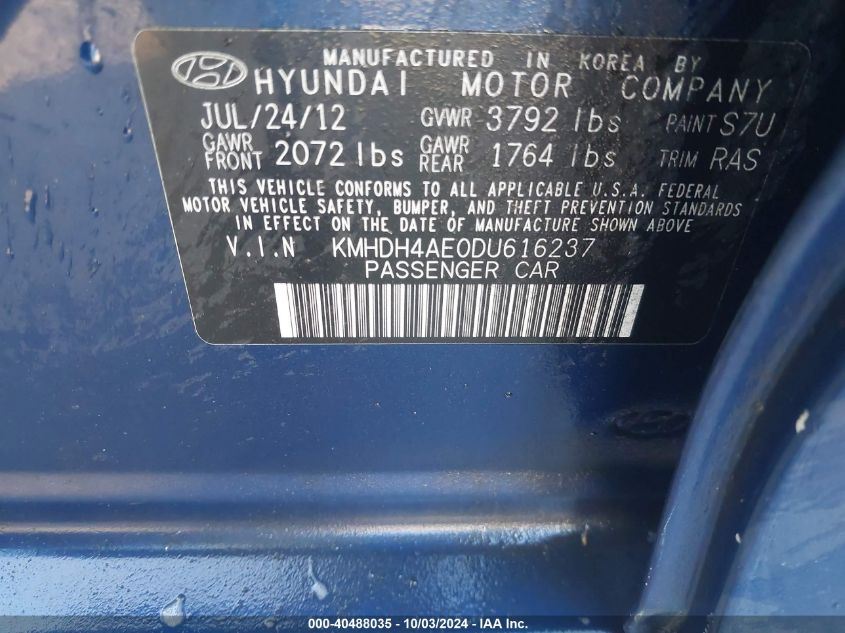 MANUFACTURED IN KOREA BY
HYUNDAI MOTOR COMPANY
JUL/24/12 GVWR 3792 lbs PAINT S7U
GAWR FRONT 2072 lbs GAWR REAR 1764 lbs TRIM RAS
THIS VEHICLE CONFORMS TO ALL APPLICABLE U.S.A. FEDERAL
MOTOR VEHICLE SAFETY, BUMPER, AND THEFT PREVENTION STANDARDS
IN EFFECT ON THE DATE OF MANUFACTURE SHOWN ABOVE
V.I.N KMHDH4AE0DU616237
PASSENGER CAR
000-40488035 - 10/03/2024 - IAA Inc.